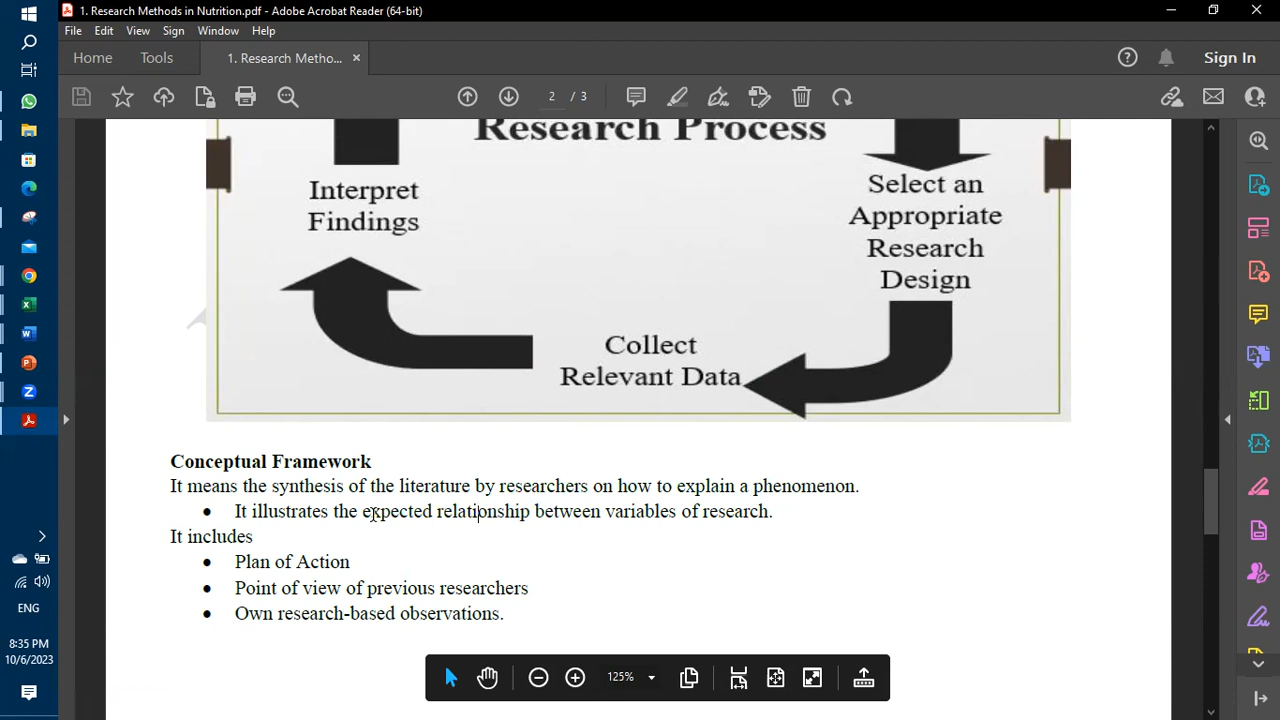 1. Research Methods in Nutrition.pdf - Adobe Acrobat Reader (64-bit)
File Edit View Sign Window Help
Home Tools 1. Research Metho... × Sign In
2 / 3
Research Process
Interpret
Findings
Select an
Appropriate
Research
Design
Collect
Relevant Data
Conceptual Framework
It means the synthesis of the literature by researchers on how to explain a phenomenon.
• It illustrates the expected relationship between variables of research.
It includes
• Plan of Action
• Point of view of previous researchers
• Own research-based observations.
125%
ENG
8:35 PM
10/6/2023